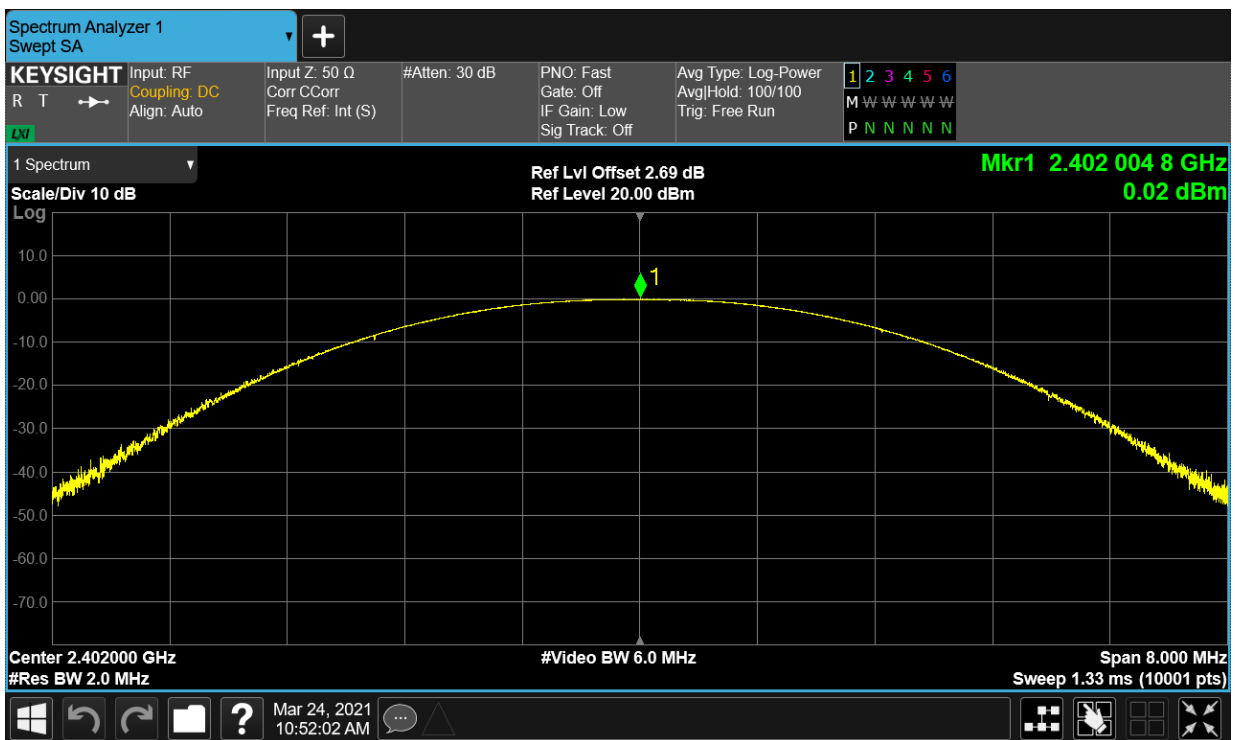 Spectrum Analyzer 1
Swept SA
+
KEYSIGHT
R T
LXI
Input: RF
Coupling: DC
Align: Auto
Input Z: 50 Ω
Corr CCorr
Freq Ref: Int (S)
#Atten: 30 dB
PNO: Fast
Gate: Off
IF Gain: Low
Sig Track: Off
Avg Type: Log-Power
Avg|Hold: 100/100
Trig: Free Run
1 2 3 4 5 6
M W W W W W
P N N N N N
1 Spectrum
Scale/Div 10 dB
Log
Ref Lvl Offset 2.69 dB
Ref Level 20.00 dBm
Mkr1 2.402 004 8 GHz
0.02 dBm
1
10.0
0.00
-10.0
-20.0
-30.0
-40.0
-50.0
-60.0
-70.0
Center 2.402000 GHz
#Res BW 2.0 MHz
#Video BW 6.0 MHz
Span 8.000 MHz
Sweep 1.33 ms (10001 pts)
?
Mar 24, 2021
10:52:02 AM